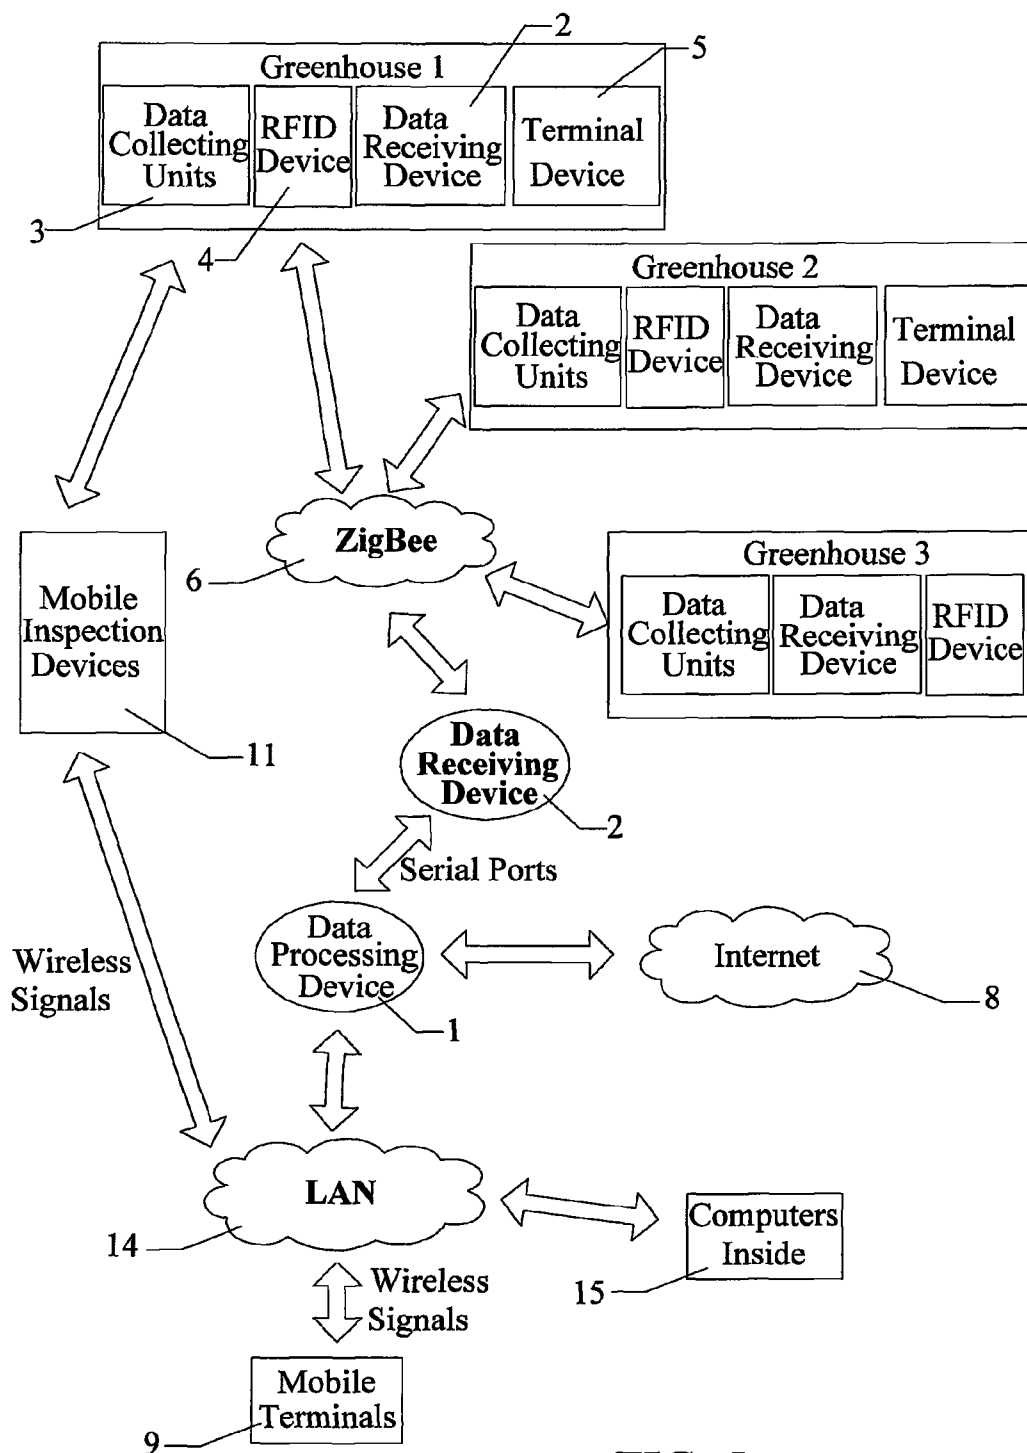 2
5
Greenhouse 1
Data
Collecting
Units
RFID
Device
Data
Receiving
Device
Terminal
Device
3
4
Greenhouse 2
Data
Collecting
Units
RFID
Device
Data
Receiving
Device
Terminal
Device
ZigBee
6
Greenhouse 3
Data
Collecting
Units
Data
Receiving
Device
RFID
Device
Mobile
Inspection
Devices
11
Data
Receiving
Device
2
Serial Ports
Data
Processing
Device
1
Internet
8
Wireless
Signals
LAN
14
Computers
Inside
15
Wireless
Signals
Mobile
Terminals
9